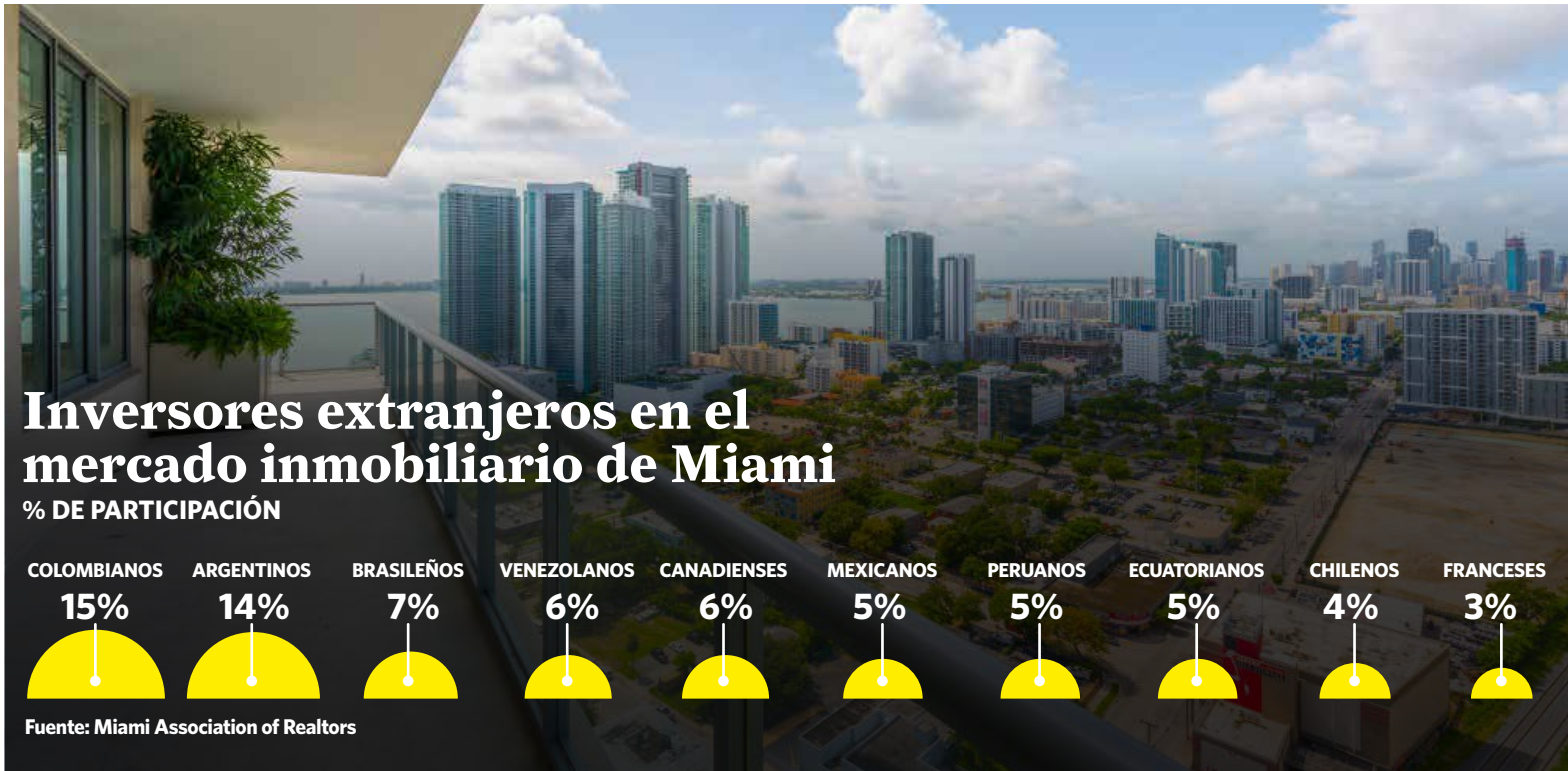 Inversores extranjeros en el
mercado inmobiliario de Miami
% DE PARTICIPACIÓN
COLOMBIANOS ARGENTINOS BRASILEÑOS VENEZOLANOS CANADIENSES MEXICANOS PERUANOS ECUATORIANOS CHILENOS FRANCESES
15% 14% 7% 6% 6% 5% 5% 5% 4% 3%
Fuente: Miami Association of Realtors